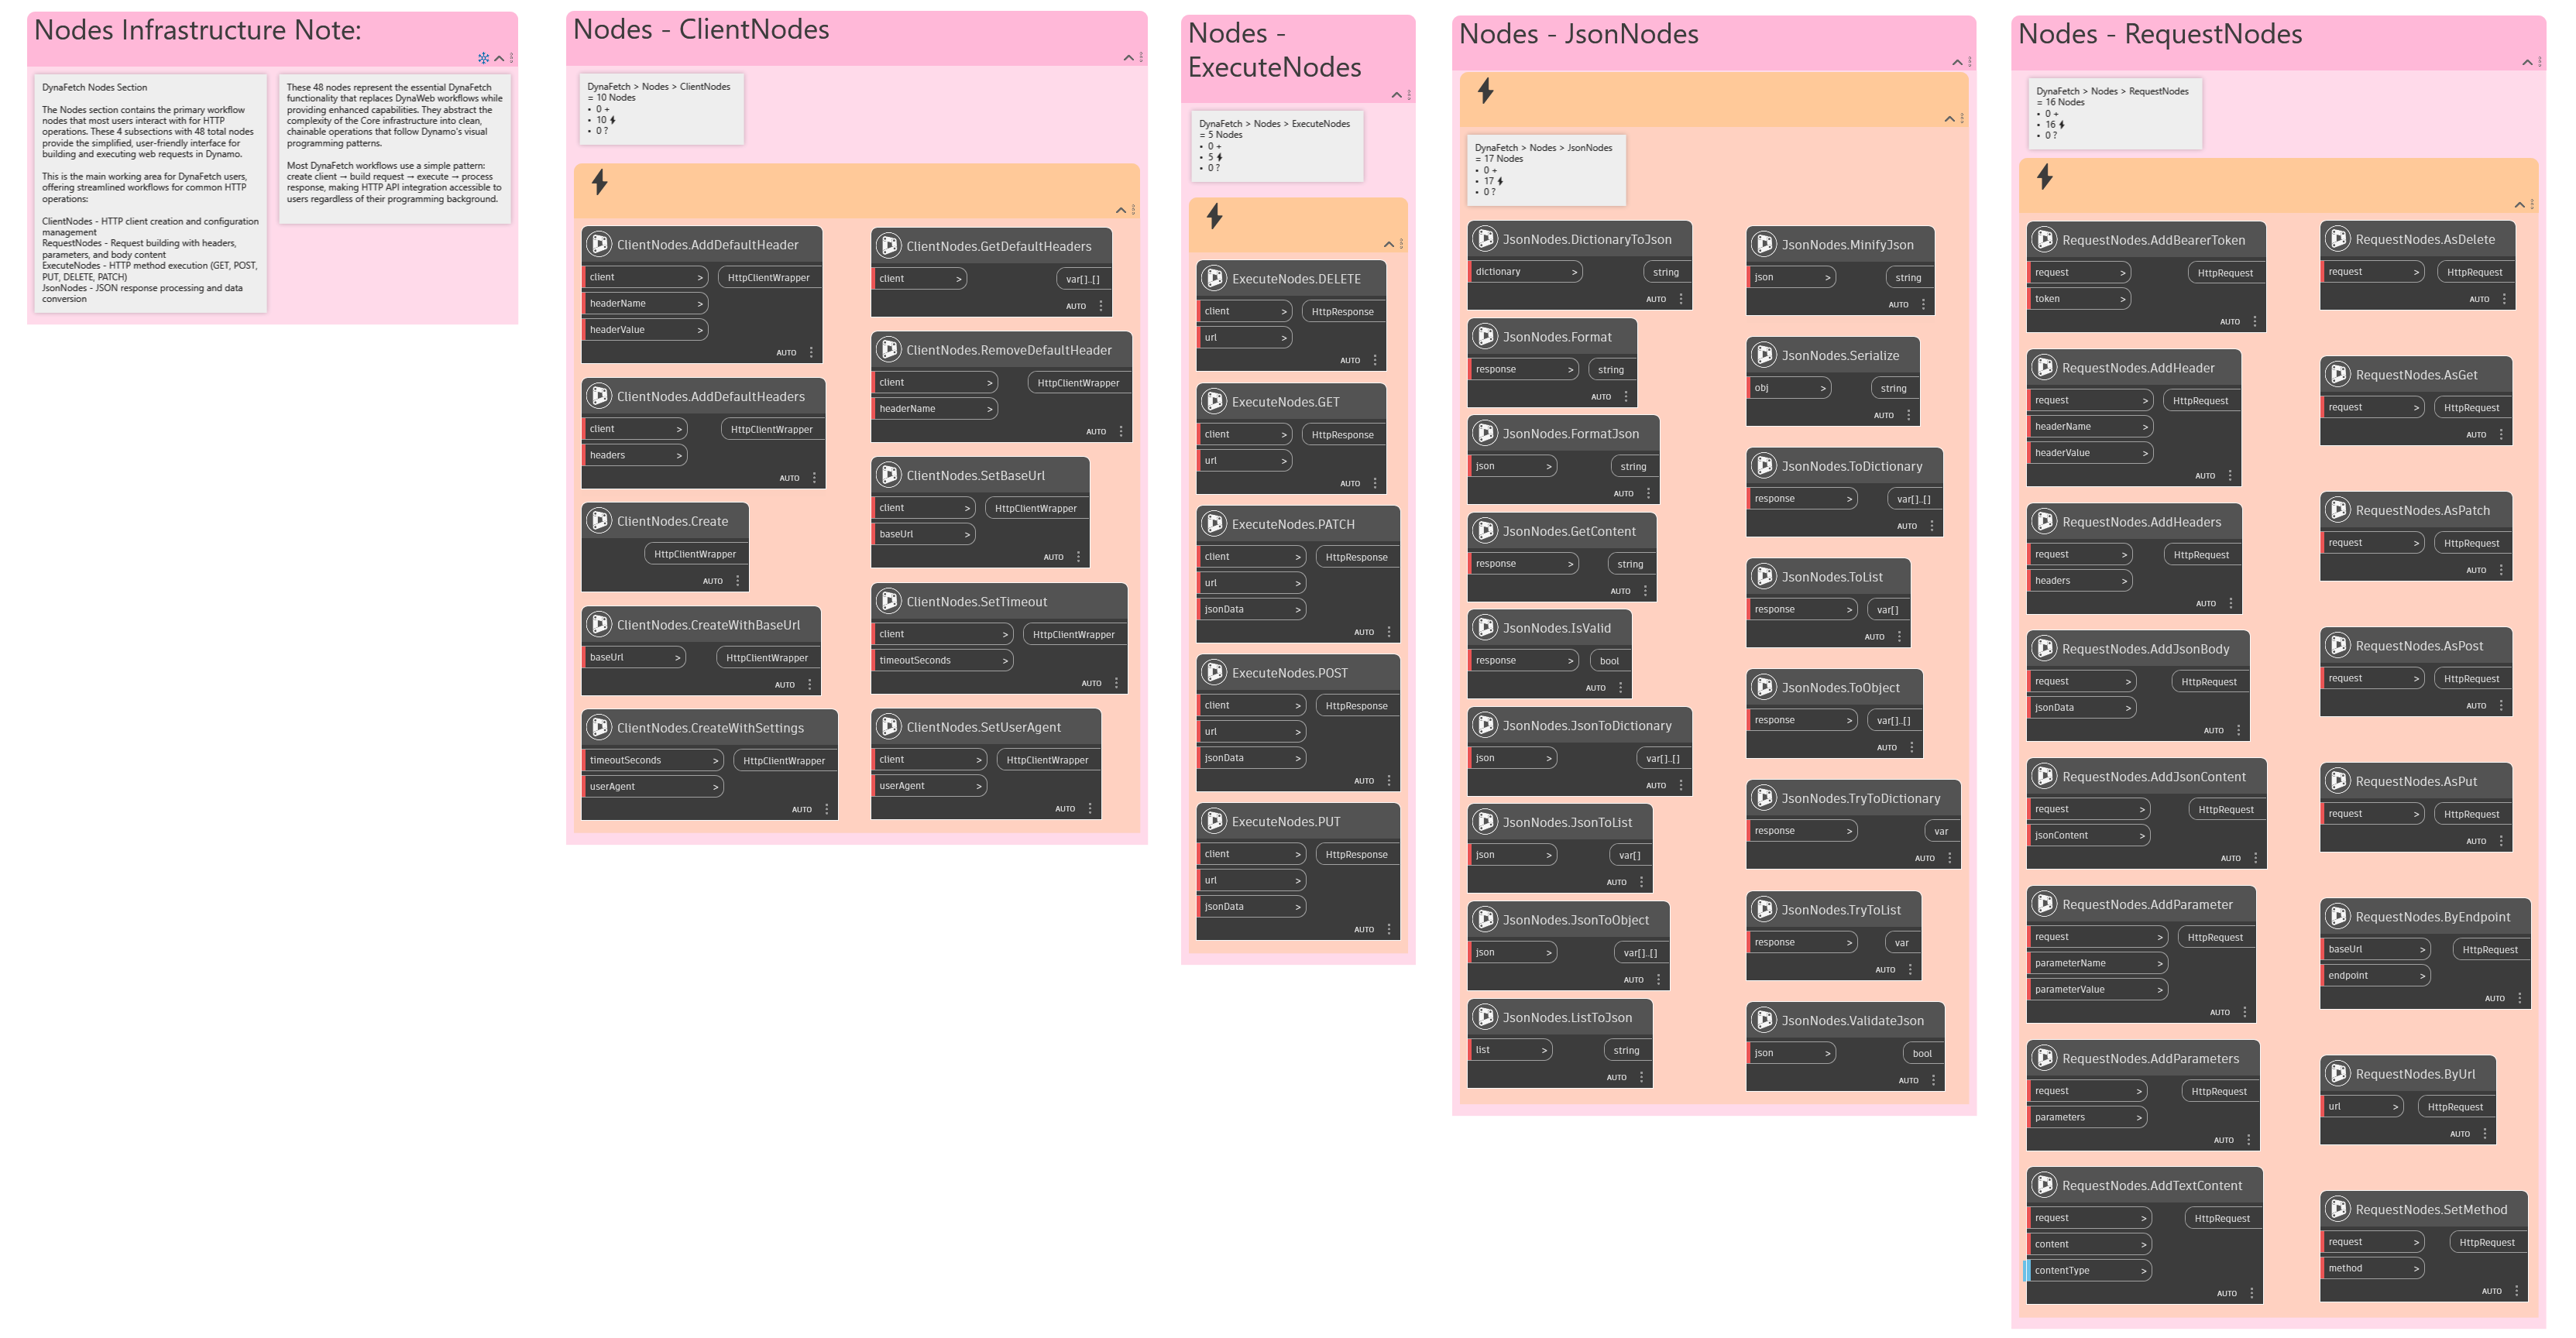 Nodes Infrastructure Note:
DynaFetch Nodes Section
The Nodes section contains the primary workflow
nodes that most users interact with for HTTP
operations. These 4 subsections with 48 total nodes
provide the simplified, user-friendly interface for
building and executing web requests in Dynamo.
This is the main working area for DynaFetch users,
offering streamlined workflows for common HTTP
operations:
ClientNodes - HTTP client creation and configuration
management
RequestNodes - Request building with headers,
parameters, and body content
ExecuteNodes - HTTP method execution (GET, POST,
PUT, DELETE, PATCH)
JsonNodes - JSON response processing and data
conversion
These 48 nodes represent the essential DynaFetch
functionality that replaces DynaWeb workflows while
providing enhanced capabilities. They abstract the
complexity of the Core infrastructure into clean,
chainable operations that follow Dynamo's visual
programming patterns.
Most DynaFetch workflows use a simple pattern:
create client → build request → execute → process
response, making HTTP API integration accessible to
users regardless of their programming background.
Nodes - ClientNodes
DynaFetch > Nodes > ClientNodes
= 10 Nodes
• 0 +
• 10 ⚡
• 0 ?
⚡
ClientNodes.AddDefaultHeader
client > HttpClientWrapper
headerName >
headerValue >
AUTO
ClientNodes.AddDefaultHeaders
client > HttpClientWrapper
headers >
AUTO
ClientNodes.Create
HttpClientWrapper
AUTO
ClientNodes.CreateWithBaseUrl
baseUrl > HttpClientWrapper
AUTO
ClientNodes.CreateWithSettings
timeoutSeconds > HttpClientWrapper
userAgent >
AUTO
ClientNodes.GetDefaultHeaders
client > var[]..[]
AUTO
ClientNodes.RemoveDefaultHeader
client > HttpClientWrapper
headerName >
AUTO
ClientNodes.SetBaseUrl
client > HttpClientWrapper
baseUrl >
AUTO
ClientNodes.SetTimeout
client > HttpClientWrapper
timeoutSeconds >
AUTO
ClientNodes.SetUserAgent
client > HttpClientWrapper
userAgent >
AUTO
Nodes -
ExecuteNodes
DynaFetch > Nodes > ExecuteNodes
= 5 Nodes
• 0 +
• 5 ⚡
• 0 ?
⚡
ExecuteNodes.DELETE
client > HttpResponse
url >
AUTO
ExecuteNodes.GET
client > HttpResponse
url >
AUTO
ExecuteNodes.PATCH
client > HttpResponse
url >
jsonData >
AUTO
ExecuteNodes.POST
client > HttpResponse
url >
jsonData >
AUTO
ExecuteNodes.PUT
client > HttpResponse
url >
jsonData >
AUTO
Nodes - JsonNodes
⚡
DynaFetch > Nodes > JsonNodes
= 17 Nodes
• 0 +
• 17 ⚡
• 0 ?
JsonNodes.DictionaryToJson
dictionary > string
AUTO
JsonNodes.Format
response > string
AUTO
JsonNodes.FormatJson
json > string
AUTO
JsonNodes.GetContent
response > string
AUTO
JsonNodes.IsValid
response > bool
AUTO
JsonNodes.JsonToDictionary
json > var[]..[]
AUTO
JsonNodes.JsonToList
json > var[]
AUTO
JsonNodes.JsonToObject
json > var[]..[]
AUTO
JsonNodes.ListToJson
list > string
AUTO
JsonNodes.MinifyJson
json > string
AUTO
JsonNodes.Serialize
obj > string
AUTO
JsonNodes.ToDictionary
response > var[]..[]
AUTO
JsonNodes.ToList
response > var[]
AUTO
JsonNodes.ToObject
response > var[]..[]
AUTO
JsonNodes.TryToDictionary
response > var
AUTO
JsonNodes.TryToList
response > var
AUTO
JsonNodes.ValidateJson
json > bool
AUTO
Nodes - RequestNodes
DynaFetch > Nodes > RequestNodes
= 16 Nodes
• 0 +
• 16 ⚡
• 0 ?
⚡
RequestNodes.AddBearerToken
request > HttpRequest
token >
AUTO
RequestNodes.AddHeader
request > HttpRequest
headerName >
headerValue >
AUTO
RequestNodes.AddHeaders
request > HttpRequest
headers >
AUTO
RequestNodes.AddJsonBody
request > HttpRequest
jsonData >
AUTO
RequestNodes.AddJsonContent
request > HttpRequest
jsonContent >
AUTO
RequestNodes.AddParameter
request > HttpRequest
parameterName >
parameterValue >
AUTO
RequestNodes.AddParameters
request > HttpRequest
parameters >
AUTO
RequestNodes.AddTextContent
request > HttpRequest
content >
contentType >
AUTO
RequestNodes.AsDelete
request > HttpRequest
AUTO
RequestNodes.AsGet
request > HttpRequest
AUTO
RequestNodes.AsPatch
request > HttpRequest
AUTO
RequestNodes.AsPost
request > HttpRequest
AUTO
RequestNodes.AsPut
request > HttpRequest
AUTO
RequestNodes.ByEndpoint
baseUrl > HttpRequest
endpoint >
AUTO
RequestNodes.ByUrl
url > HttpRequest
AUTO
RequestNodes.SetMethod
request > HttpRequest
method >
AUTO